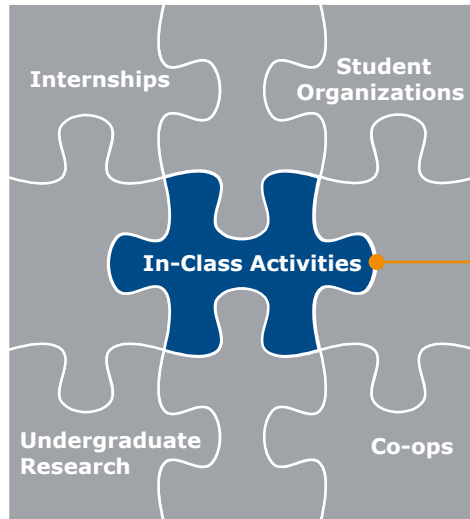 Internships
Student
Organizations
In-Class Activities
Undergraduate
Research
Co-ops